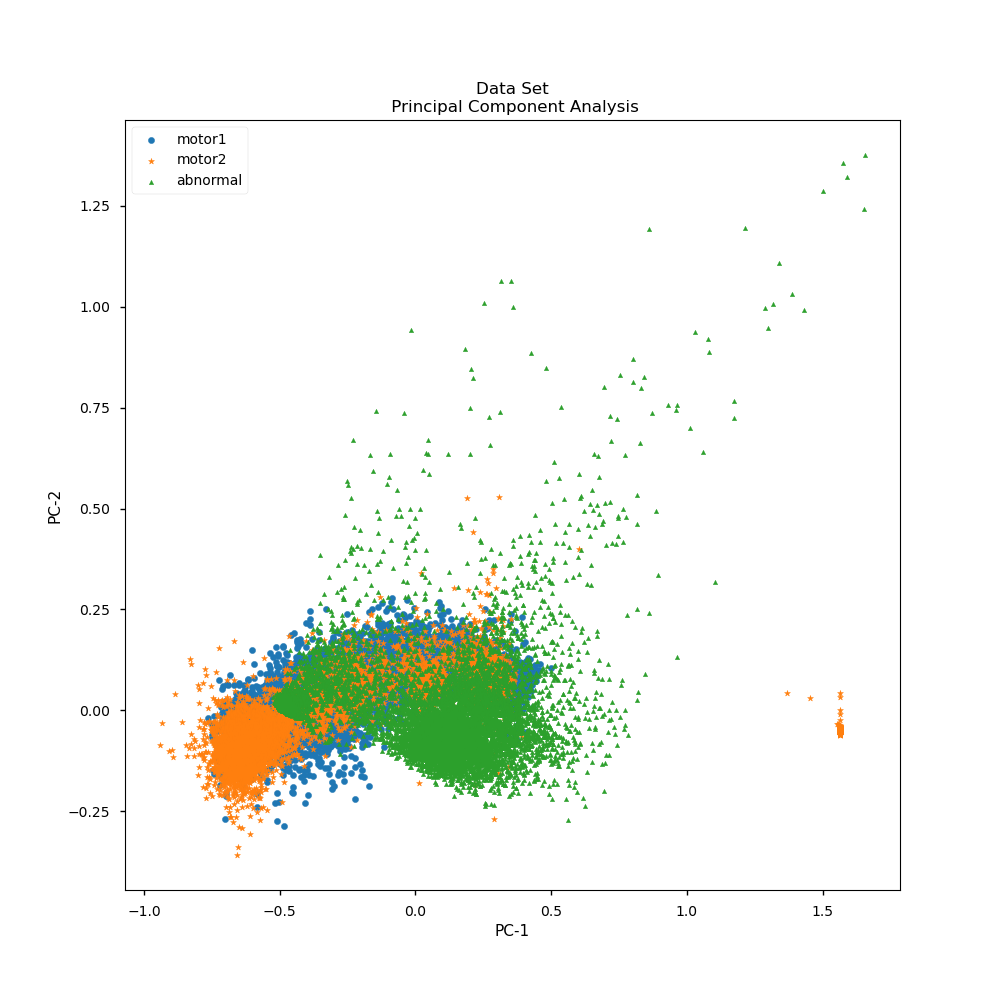 Data Set
Principal Component Analysis
motor1
motor2
abnormal
1.25
1.00
0.75
0.50
0.25
0.00
−0.25
PC-2
−1.0 −0.5 0.0 0.5 1.0 1.5
PC-1